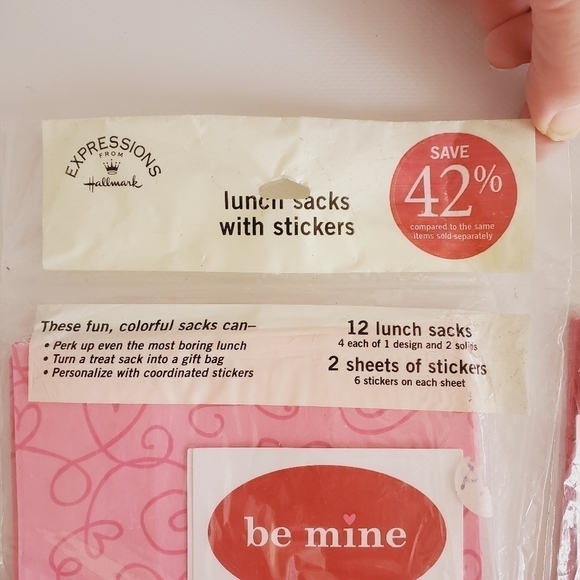 EXPRESSIONS
FROM
Hallmark
lunch sacks
with stickers
SAVE
42%
compared to the same
items sold separately
These fun, colorful sacks can–
• Perk up even the most boring lunch
• Turn a treat sack into a gift bag
• Personalize with coordinated stickers
12 lunch sacks
4 each of 1 design and 2 solids
2 sheets of stickers
6 stickers on each sheet
be mine